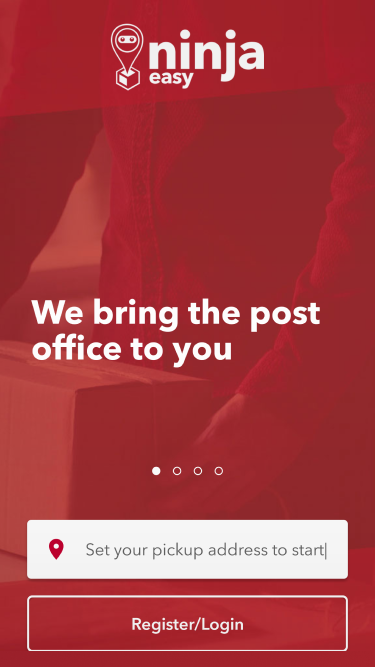 ninja
easy
We bring the post
office to you
Set your pickup address to start
Register/Login